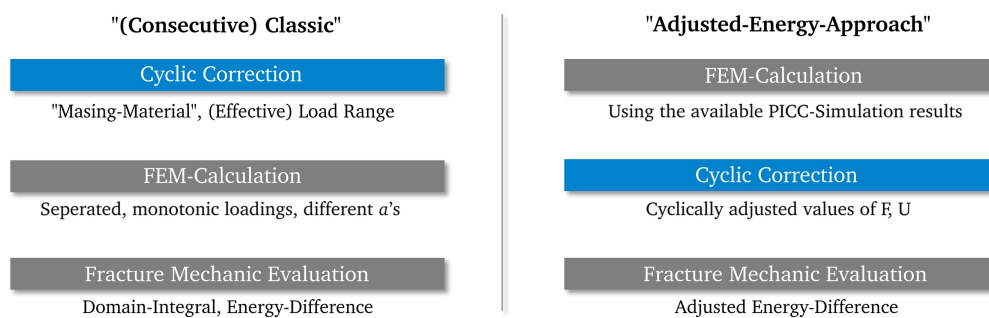 "(Consecutive) Classic"
Cyclic Correction
"Masing-Material", (Effective) Load Range
FEM-Calculation
Seperated, monotonic loadings, different a's
Fracture Mechanic Evaluation
Domain-Integral, Energy-Difference
"Adjusted-Energy-Approach"
FEM-Calculation
Using the available PICC-Simulation results
Cyclic Correction
Cyclically adjusted values of F, U
Fracture Mechanic Evaluation
Adjusted Energy-Difference